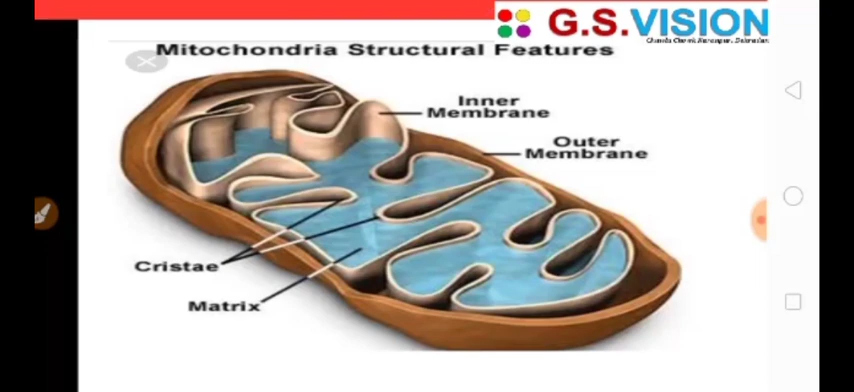 G.S.VISION
Mitochondria Structural Features
Inner
Membrane
Outer
Membrane
Cristae
Matrix